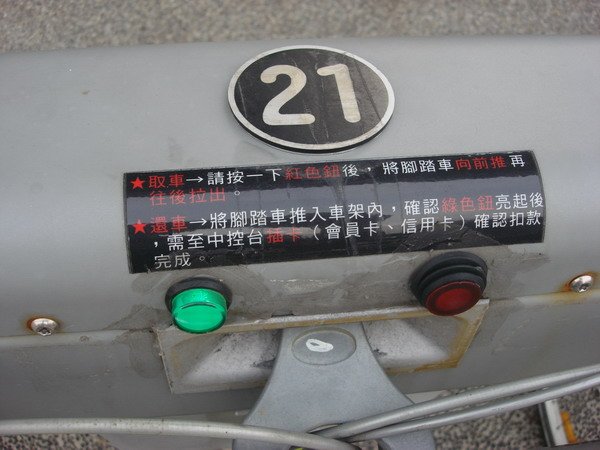 21
★取車→請按一下紅色鈕後，將腳踏車向前推再
往後拉出。
★還車→將腳踏車推入車架內，確認綠色鈕亮起後
，需至中控台插卡（會員卡、信用卡）確認扣款
完成。